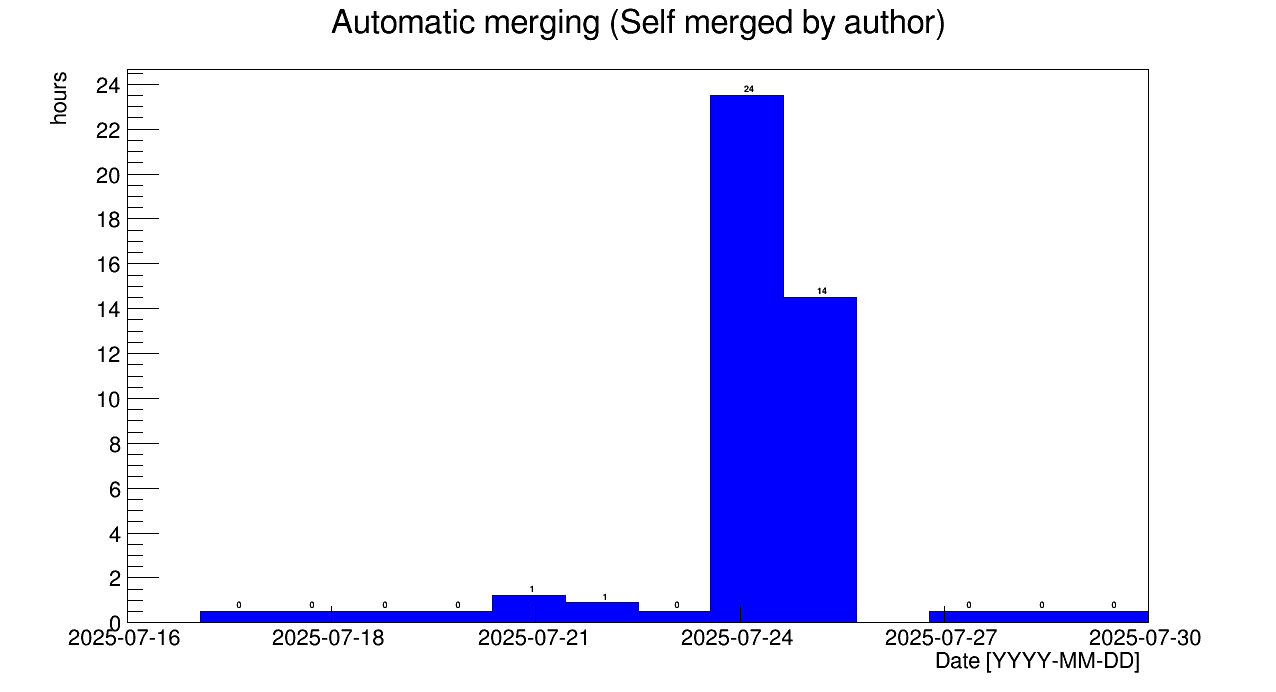 Automatic merging (Self merged by author)
hours
24
22
20
18
16
14
12
10
8
6
4
2
0
0 0 0 0 1 1 0 24 14 0 0 0
2025-07-16 2025-07-18 2025-07-21 2025-07-24 2025-07-27 2025-07-30
Date [YYYY-MM-DD]